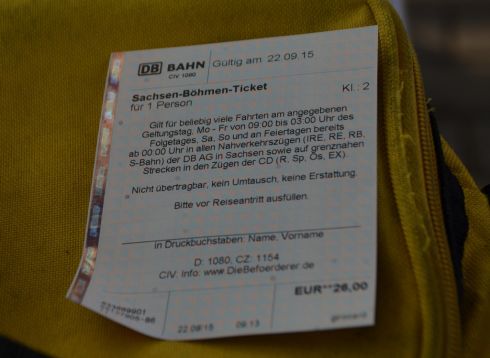 DB BAHN Gültig am 22.09.15
CIV 1080
Sachsen-Böhmen-Ticket Kl.: 2
für 1 Person
Gilt für beliebig viele Fahrten am angegebenen
Geltungstag, Mo - Fr von 09:00 bis 03:00 Uhr des
Folgetages, Sa, So und an Feiertagen bereits
ab 00:00 Uhr in allen Nahverkehrszügen (IRE, RE, RB,
S-Bahn) der DB AG in Sachsen sowie auf grenznahen
Strecken in den Zügen der CD (R, Sp, Os, EX).
Nicht übertragbar, kein Umtausch, keine Erstattung.
Bitte vor Reiseantritt ausfüllen.
in Druckbuchstaben: Name, Vorname
D: 1080, CZ: 1154
CIV. Info: www.DieBefoerderer.de
EUR**26,00
22.09.15 09:13